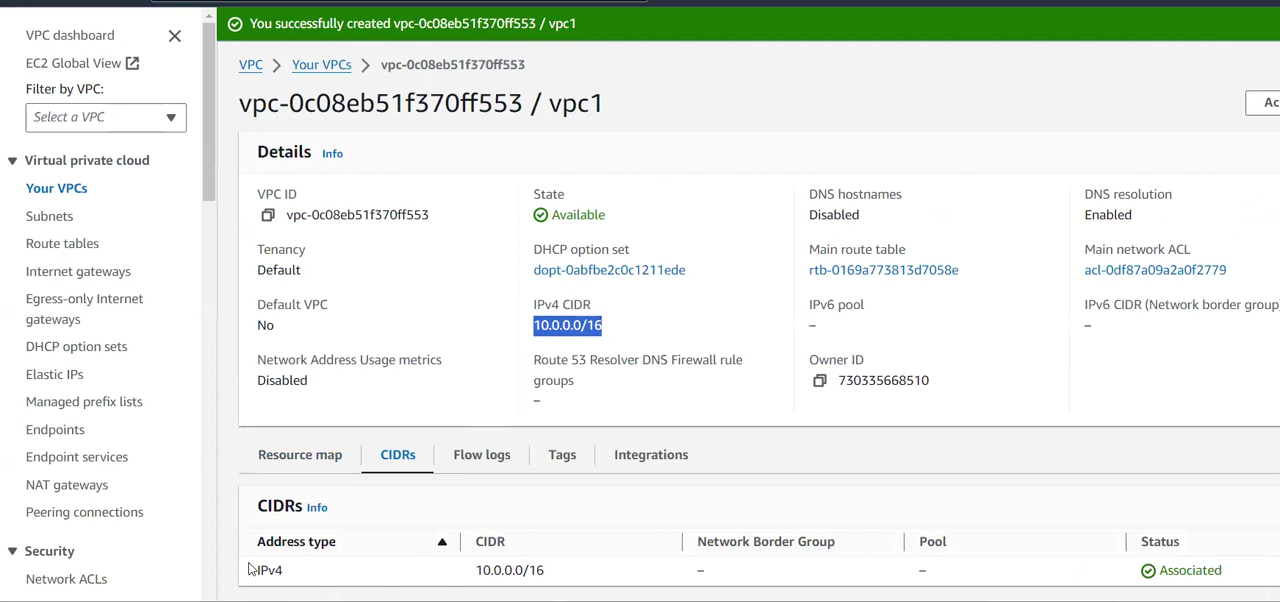 You successfully created vpc-0c08eb51f370ff553 / vpc1
VPC dashboard
EC2 Global View
Filter by VPC:
Select a VPC
Virtual private cloud
Your VPCs
Subnets
Route tables
Internet gateways
Egress-only Internet
gateways
DHCP option sets
Elastic IPs
Managed prefix lists
Endpoints
Endpoint services
NAT gateways
Peering connections
Security
Network ACLs
VPC > Your VPCs > vpc-0c08eb51f370ff553
vpc-0c08eb51f370ff553 / vpc1
Ac
Details Info
VPC ID
vpc-0c08eb51f370ff553
State
Available
DNS hostnames
Disabled
DNS resolution
Enabled
Tenancy
Default
DHCP option set
dopt-0abfbe2c0c1211ede
Main route table
rtb-0169a773813d7058e
Main network ACL
acl-0df87a09a2a0f2779
Default VPC
No
IPv4 CIDR
10.0.0.0/16
IPv6 pool
–
IPv6 CIDR (Network border group)
–
Network Address Usage metrics
Disabled
Route 53 Resolver DNS Firewall rule
groups
–
Owner ID
730335668510
Resource map CIDRs Flow logs Tags Integrations
CIDRs Info
Address type CIDR Network Border Group Pool Status
IPv4 10.0.0.0/16 – – Associated